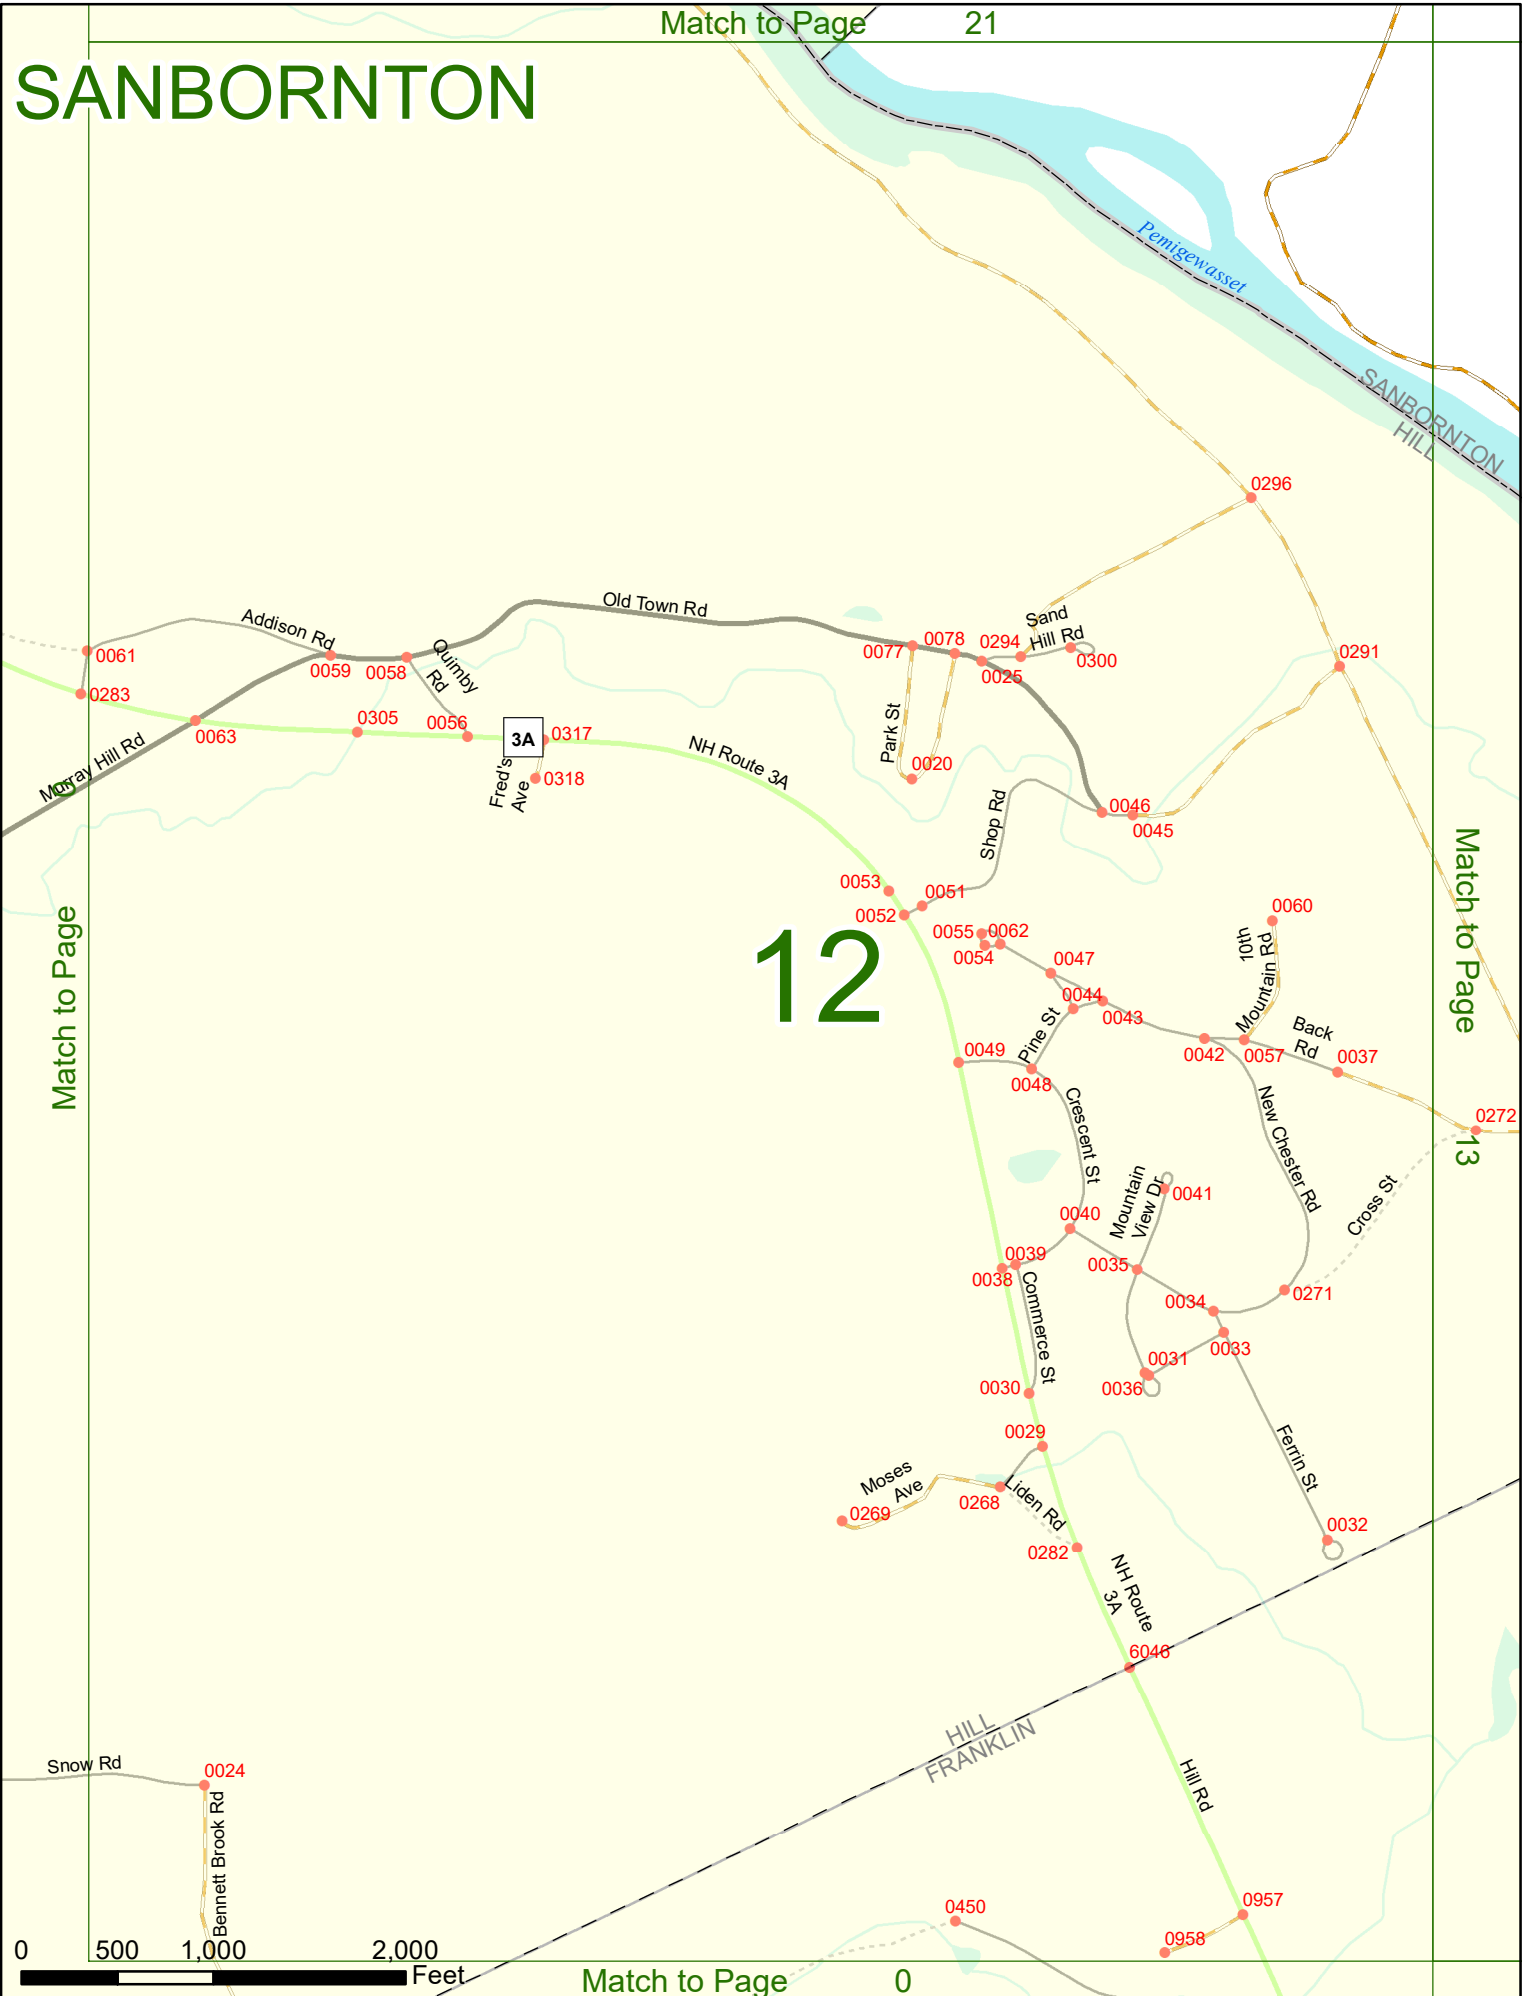 Match to Page 21
SANBORNTON
Pemigewasset
SANBORNTON
HILL
0296
Old Town Rd
Addison Rd
Sand
Hill Rd
0061
0059
0058
Quimby
Rd
0077
0078
0294
0025
0300
0291
0283
0063
0305
0056
3A
0317
0318
Fred's
Ave
NH Route 3A
Park St
0020
Murray Hill Rd
9
Match to Page
Shop Rd
0046
0045
0053
0051
0052
12
0055
0062
0054
0047
0044
0043
0060
10th
Mountain Rd
Match to Page
13
Pine St
0042
0057
Back
Rd
0037
0049
0048
0272
Crescent St
New Chester Rd
Mountain
View Dr
0041
Cross St
0040
0039
0038
0035
0034
0271
0033
Commerce St
0031
0036
0030
0029
Ferrin St
Moses
Ave
0269
0268
Liden Rd
0282
0032
NH Route
3A
6046
HILL
FRANKLIN
Hill Rd
Snow Rd
0024
Bennett Brook Rd
0450
0957
0958
0 500 1,000 2,000
Feet
Match to Page 0